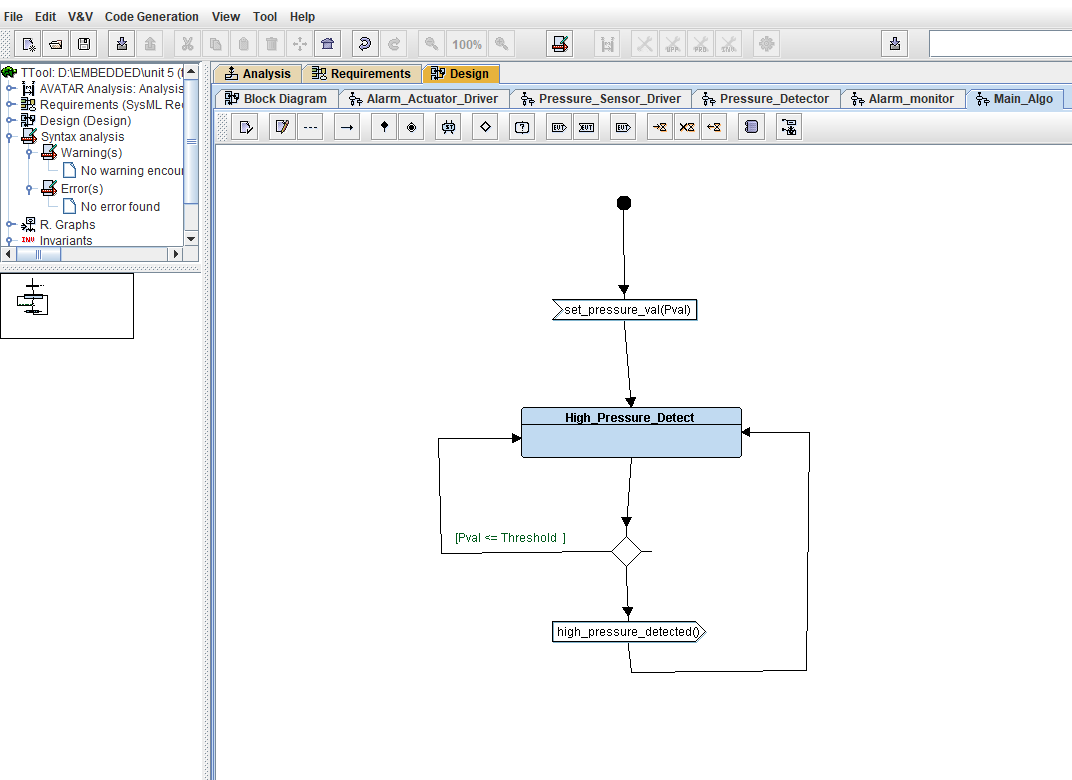 File Edit V&V Code Generation View Tool Help
100%
TTool: D:\EMBEDDED\unit 5 (
AVATAR Analysis: Analysis
Requirements (SysML Re
Design (Design)
Syntax analysis
Warning(s)
No warning encou
Error(s)
No error found
R. Graphs
Invariants
Analysis Requirements Design
Block Diagram Alarm_Actuator_Driver Pressure_Sensor_Driver Pressure_Detector Alarm_monitor Main_Algo
set_pressure_val(Pval)
High_Pressure_Detect
[Pval <= Threshold ]
high_pressure_detected()